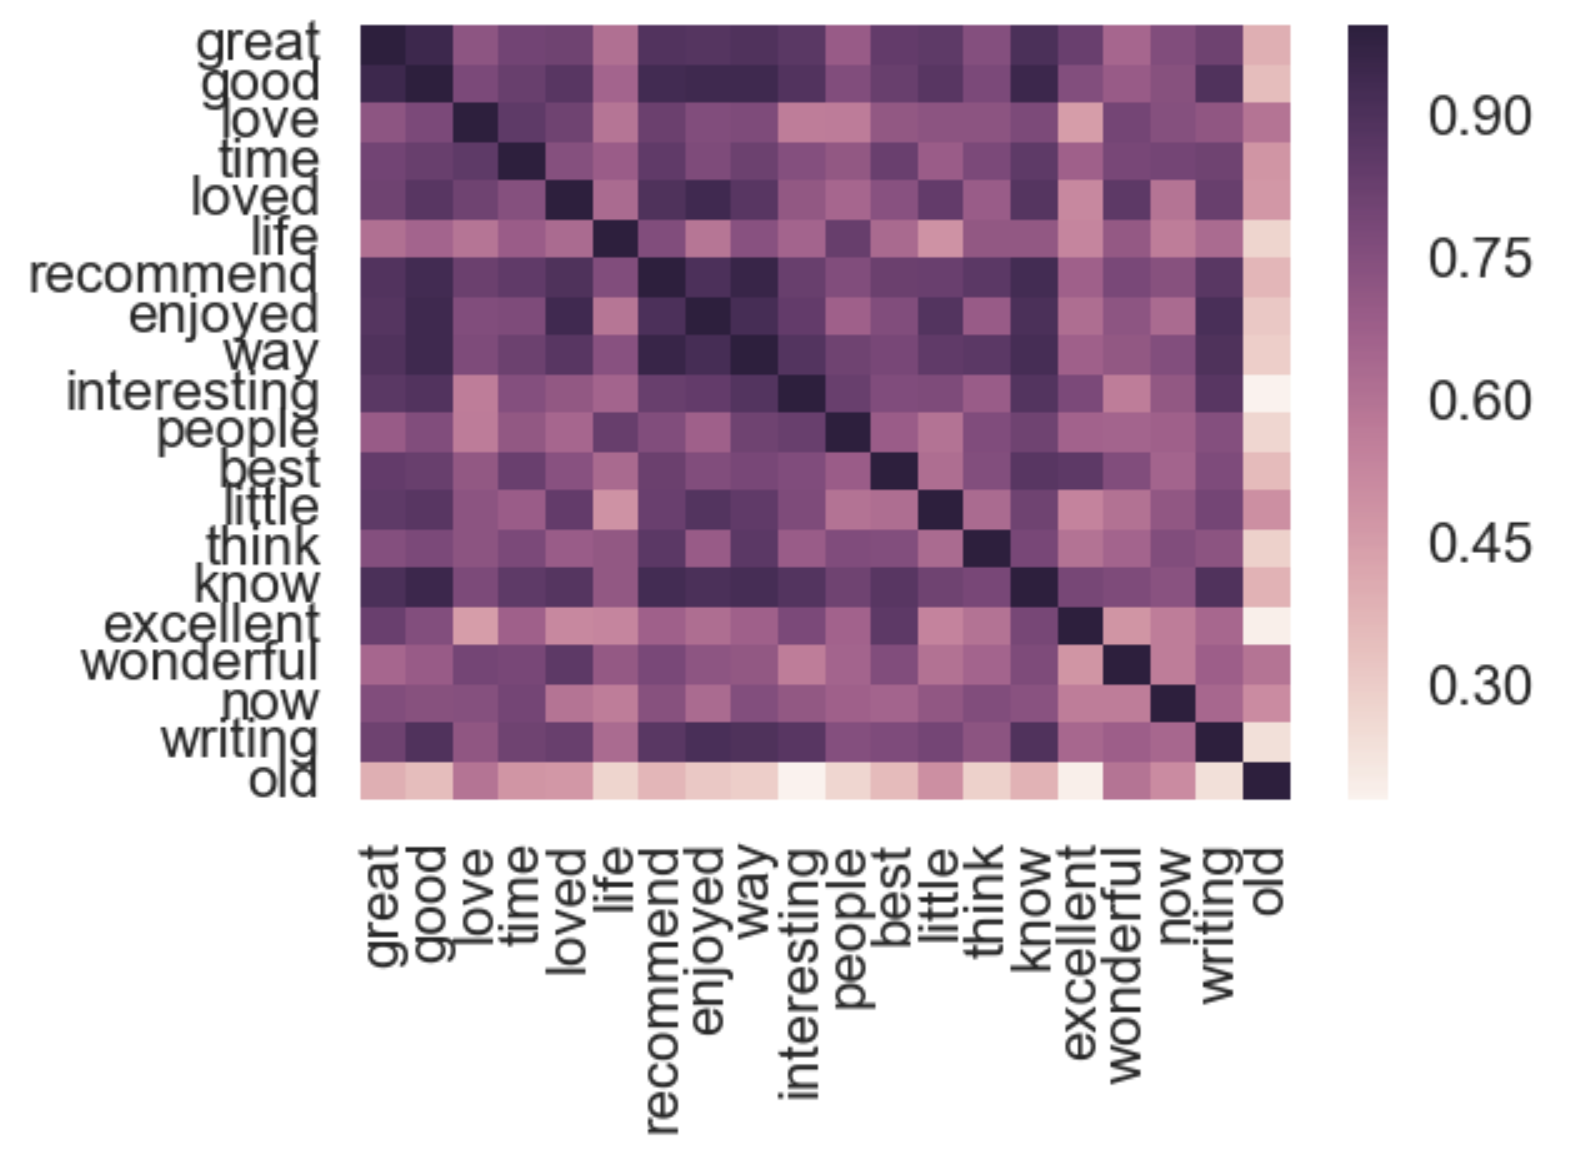 great
good
love
time
loved
life
recommend
enjoyed
way
interesting
people
best
little
think
know
excellent
wonderful
now
writing
old
0.90
0.75
0.60
0.45
0.30
great
good
love
time
loved
life
recommend
enjoyed
way
interesting
people
best
little
think
know
excellent
wonderful
now
writing
old